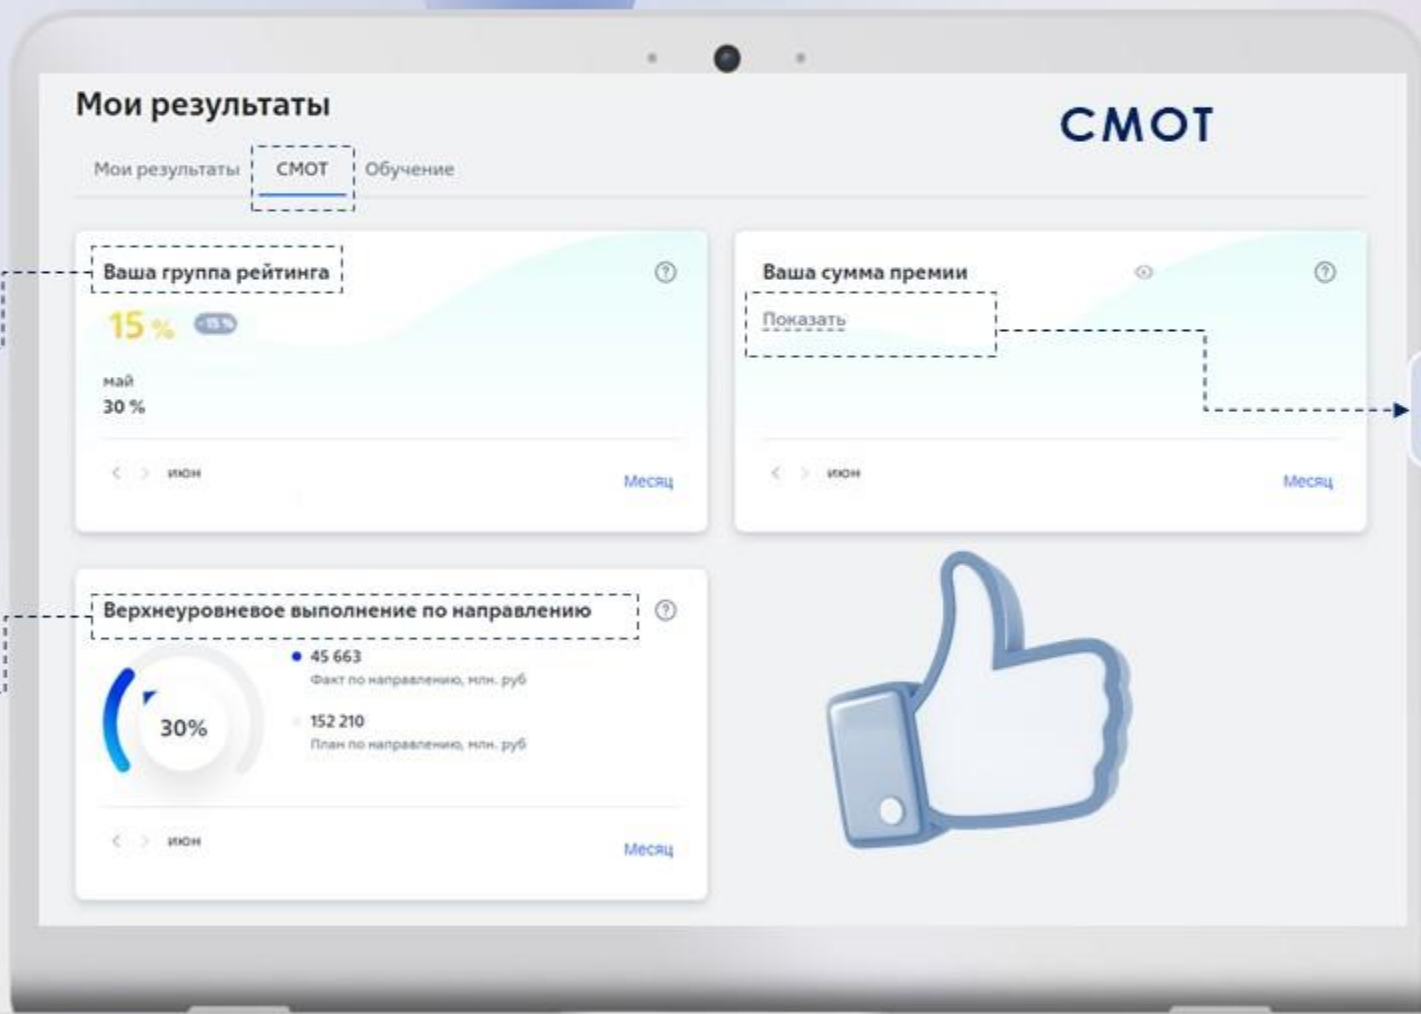 Мои результаты
СМОТ
Мои результаты СМОТ Обучение
Ваша группа рейтинга
15 % -15 %
май
30 %
< > июн
Месяц
Ваша сумма премии
Показать
< > июн
Месяц
Верхнеуровневое выполнение по направлению
30%
45 663
Факт по направлению, млн. руб
152 210
План по направлению, млн. руб
< > июн
Месяц